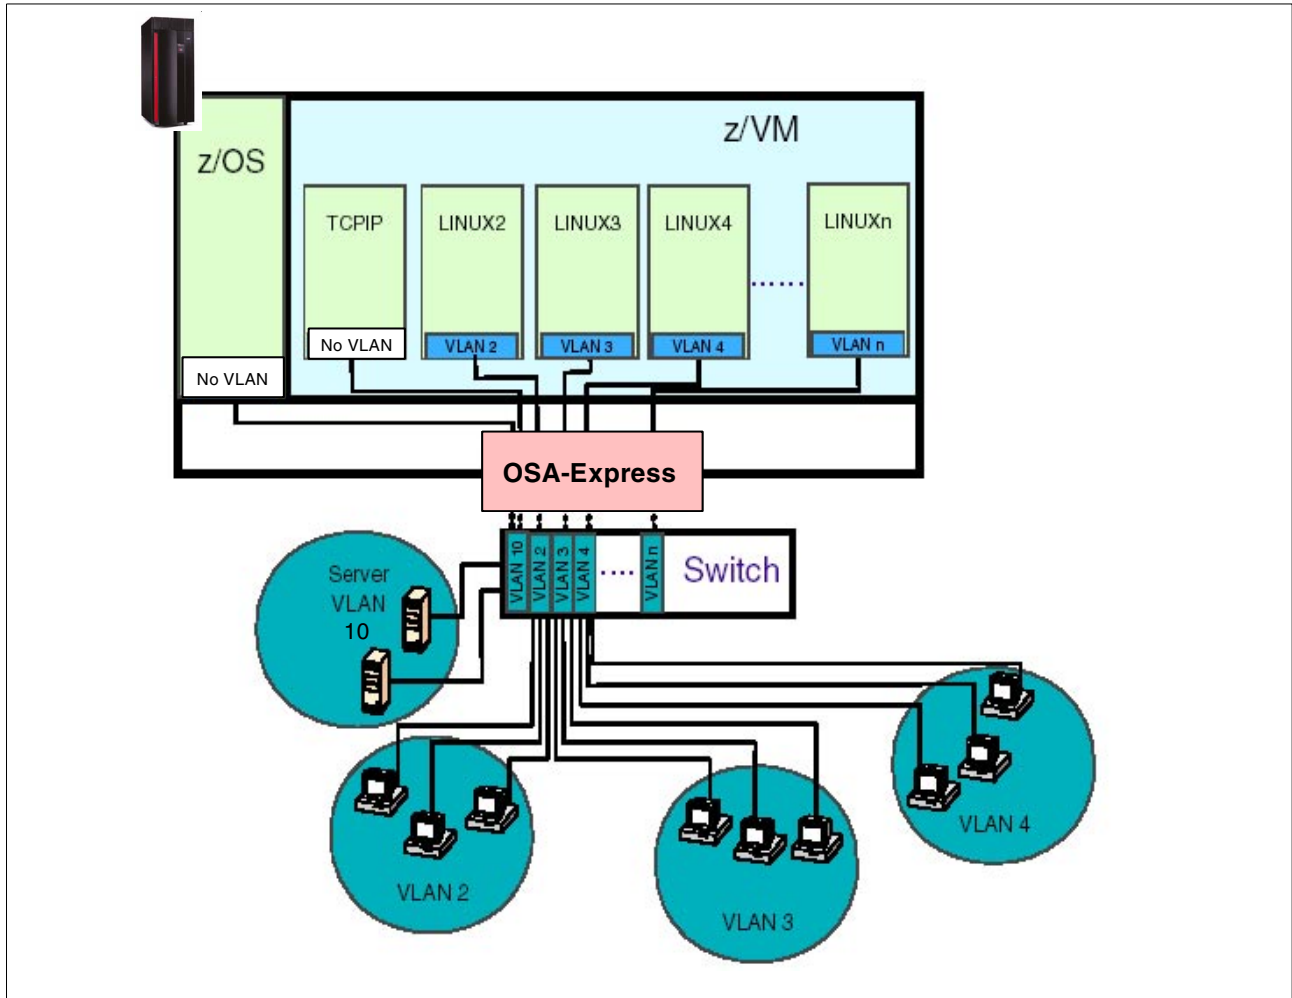 z/OS
z/VM
TCPIP
LINUX2
LINUX3
LINUX4
LINUXn
......
No VLAN
VLAN 2
VLAN 3
VLAN 4
VLAN n
No VLAN
OSA-Express
VLAN 10
VLAN 2
VLAN 3
VLAN 4
....
VLAN n
Switch
Server
VLAN
10
VLAN 2
VLAN 3
VLAN 4